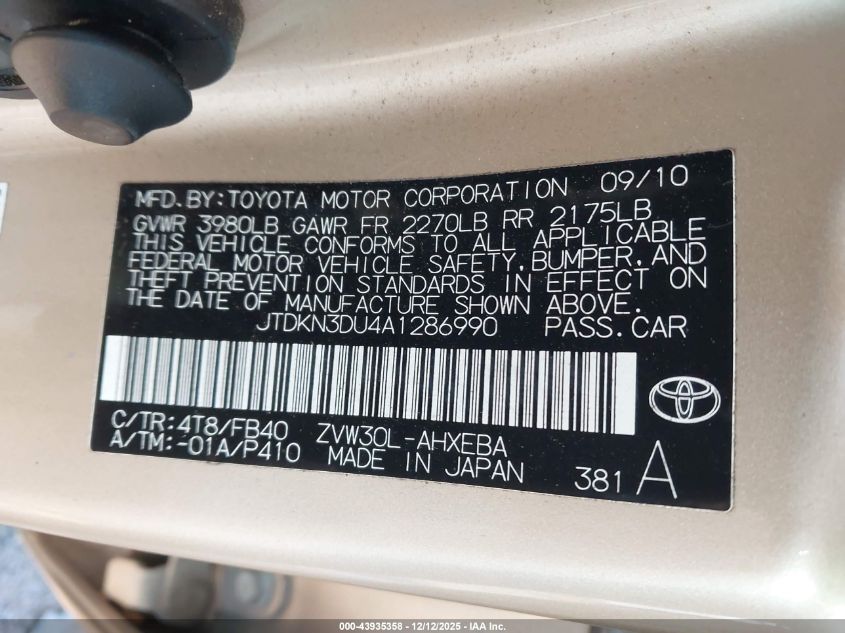 MFD.BY:TOYOTA MOTOR CORPORATION 09/10
GVWR 3980LB GAWR FR 2270LB RR 2175LB
THIS VEHICLE CONFORMS TO ALL APPLICABLE
FEDERAL MOTOR VEHICLE SAFETY,BUMPER,AND
THEFT PREVENTION STANDARDS IN EFFECT ON
THE DATE OF MANUFACTURE SHOWN ABOVE.
JTDKN3DU4A1286990 PASS.CAR
C/TR:4T8/FB40 ZVW30L-AHXEBA
A/TM:-01A/P410 MADE IN JAPAN 381 A
000-43935358 - 12/12/2025 - IAA Inc.